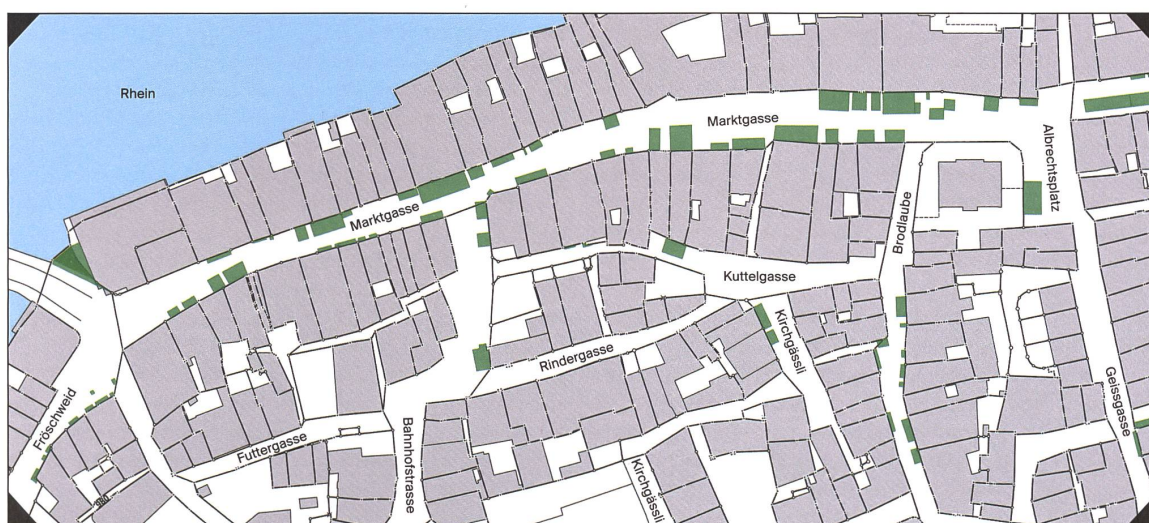 Rhein
Marktgasse
Albrechtsplatz
Marktgasse
Brodlaube
Kuttelgasse
Kirchgässli
Rindergasse
Geissgasse
Fröschweid
Futtergasse
Bahnhofstrasse
Kirchgässli